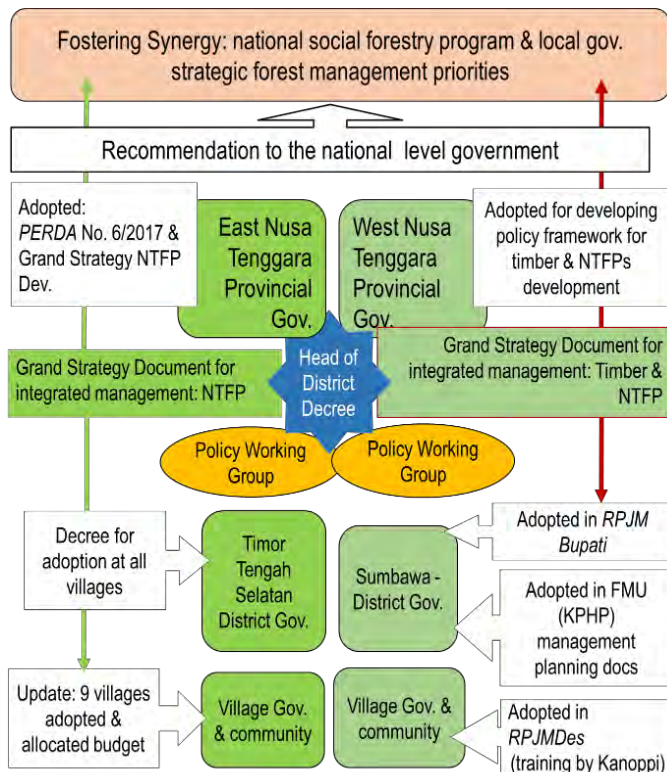 Fostering Synergy: national social forestry program & local gov.
strategic forest management priorities
Recommendation to the national level government
Adopted:
PERDA No. 6/2017 &
Grand Strategy NTFP
Dev.
East Nusa
Tenggara
Provincial
Gov.
West Nusa
Tenggara
Provincial
Gov.
Adopted for developing
policy framework for
timber & NTFPs
development
Grand Strategy Document for
integrated management: NTFP
Head of
District
Decree
Grand Strategy Document for
integrated management: Timber &
NTFP
Policy Working
Group
Policy Working
Group
Decree for
adoption at all
villages
Timor
Tengah
Selatan
District Gov.
Sumbawa -
District Gov.
Adopted in RPJM
Bupati
Adopted in FMU
(KPHP)
management
planning docs
Update: 9 villages
adopted &
allocated budget
Village Gov.
& community
Village Gov. &
community
Adopted in
RPJMDes
(training by Kanoppi)